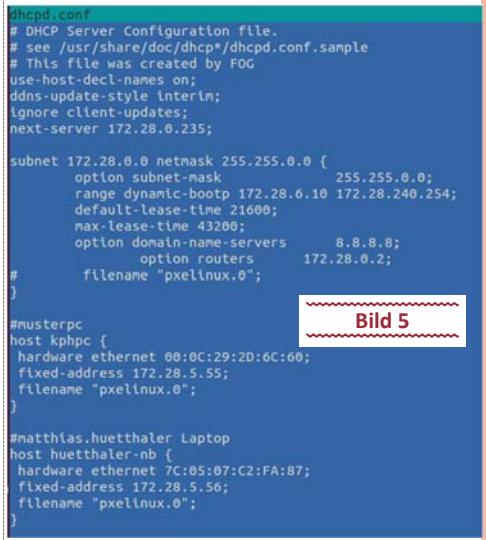 dhcpd.conf
# DHCP Server Configuration file.
# see /usr/share/doc/dhcp*/dhcpd.conf.sample
# This file was created by FOG
use-host-decl-names on;
ddns-update-style interim;
ignore client-updates;
next-server 172.28.0.235;
subnet 172.28.0.0 netmask 255.255.0.0 {
option subnet-mask 255.255.0.0;
range dynamic-bootp 172.28.6.10 172.28.240.254;
default-lease-time 21600;
max-lease-time 43200;
option domain-name-servers 8.8.8.8;
option routers 172.28.0.2;
# filename "pxelinux.0";
}
Bild 5
#musterpc
host kphpc {
hardware ethernet 00:0C:29:2D:6C:60;
fixed-address 172.28.5.55;
filename "pxelinux.0";
}
#matthias.huetthaler Laptop
host huetthaler-nb {
hardware ethernet 7C:05:07:C2:FA:87;
fixed-address 172.28.5.56;
filename "pxelinux.0";
}